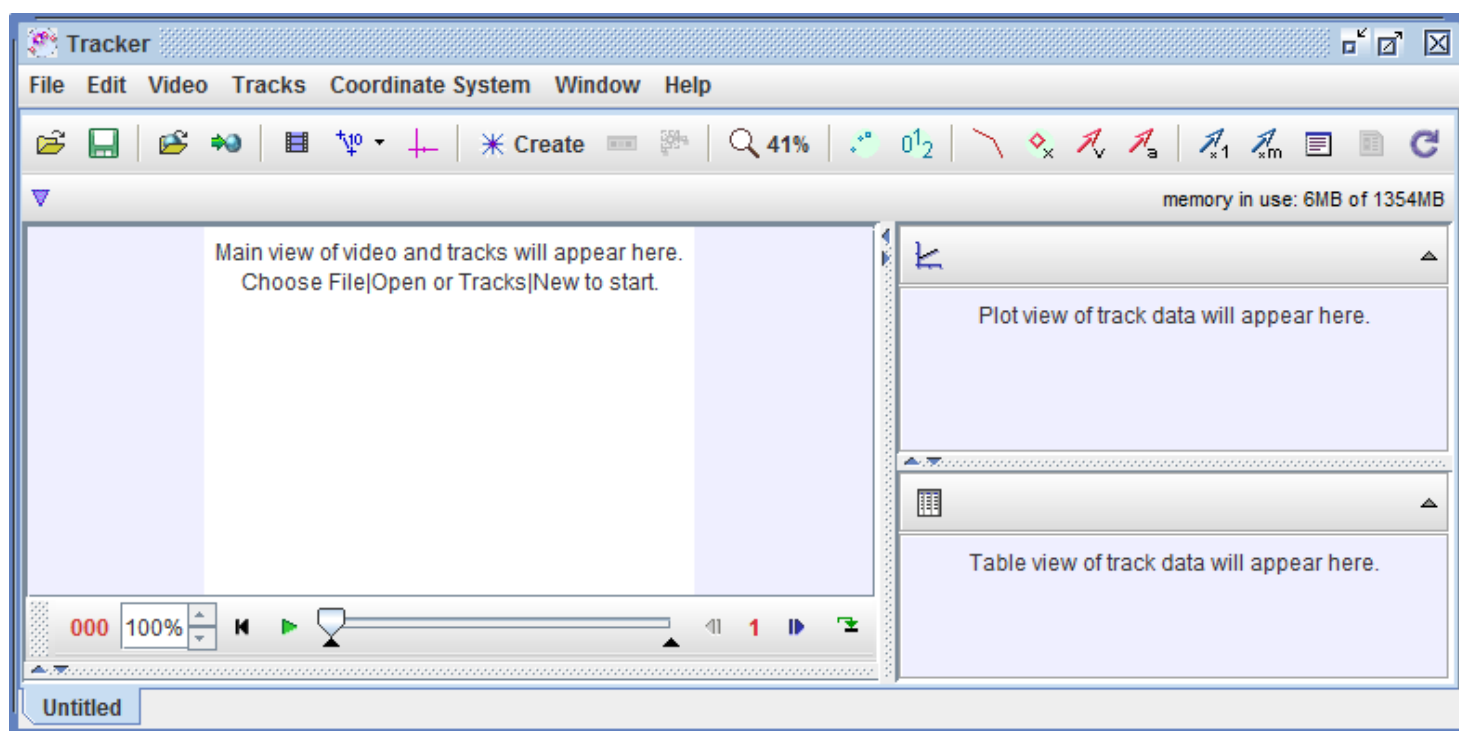 Tracker
File Edit Video Tracks Coordinate System Window Help
Create 41%
memory in use: 6MB of 1354MB
Main view of video and tracks will appear here.
Choose File|Open or Tracks|New to start.
Plot view of track data will appear here.
Table view of track data will appear here.
000 100% 1
Untitled